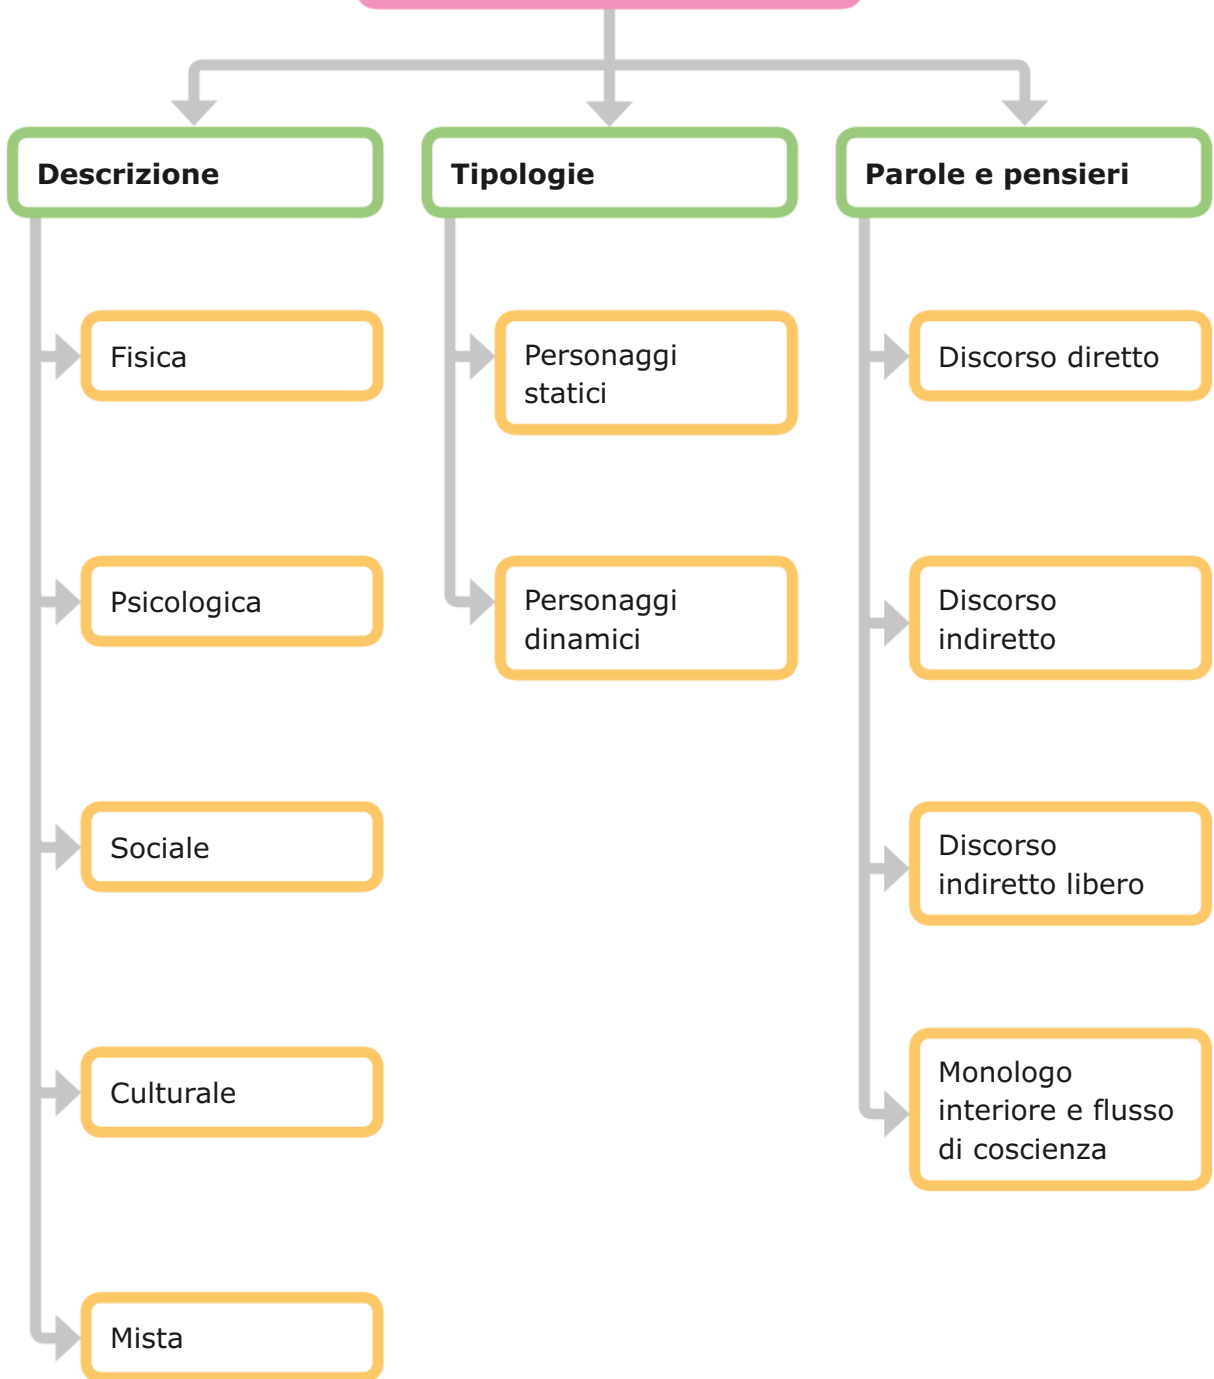 Descrizione
Fisica
Psicologica
Sociale
Culturale
Mista
Tipologie
Personaggi
statici
Personaggi
dinamici
Parole e pensieri
Discorso diretto
Discorso
indiretto
Discorso
indiretto libero
Monologo
interiore e flusso
di coscienza